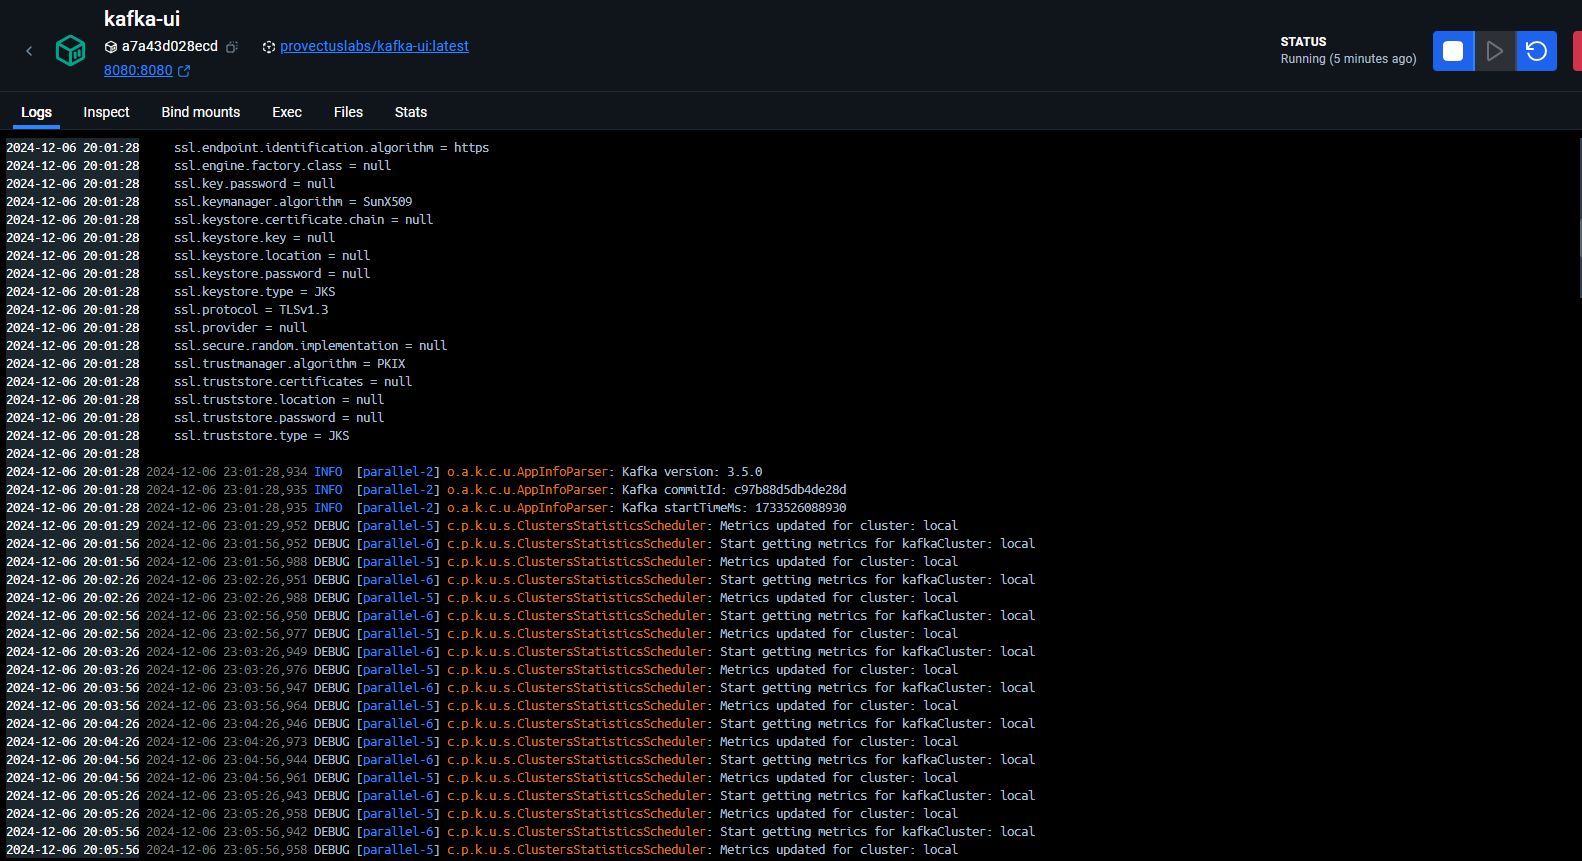 kafka-ui
a7a43d028ecd
provectuslabs/kafka-ui:latest
8080:8080
STATUS
Running (5 minutes ago)
Logs
Inspect
Bind mounts
Exec
Files
Stats
2024-12-06 20:01:28 ssl.endpoint.identification.algorithm = https
2024-12-06 20:01:28 ssl.engine.factory.class = null
2024-12-06 20:01:28 ssl.key.password = null
2024-12-06 20:01:28 ssl.keymanager.algorithm = SunX509
2024-12-06 20:01:28 ssl.keystore.certificate.chain = null
2024-12-06 20:01:28 ssl.keystore.key = null
2024-12-06 20:01:28 ssl.keystore.location = null
2024-12-06 20:01:28 ssl.keystore.password = null
2024-12-06 20:01:28 ssl.keystore.type = JKS
2024-12-06 20:01:28 ssl.protocol = TLSv1.3
2024-12-06 20:01:28 ssl.provider = null
2024-12-06 20:01:28 ssl.secure.random.implementation = null
2024-12-06 20:01:28 ssl.trustmanager.algorithm = PKIX
2024-12-06 20:01:28 ssl.truststore.certificates = null
2024-12-06 20:01:28 ssl.truststore.location = null
2024-12-06 20:01:28 ssl.truststore.password = null
2024-12-06 20:01:28 ssl.truststore.type = JKS
2024-12-06 20:01:28
2024-12-06 20:01:28 2024-12-06 23:01:28,934 INFO [parallel-2] o.a.k.c.u.AppInfoParser: Kafka version: 3.5.0
2024-12-06 20:01:28 2024-12-06 23:01:28,935 INFO [parallel-2] o.a.k.c.u.AppInfoParser: Kafka commitId: c97b88d5db4de28d
2024-12-06 20:01:28 2024-12-06 23:01:28,935 INFO [parallel-2] o.a.k.c.u.AppInfoParser: Kafka startTimeMs: 1733526088930
2024-12-06 20:01:29 2024-12-06 23:01:29,952 DEBUG [parallel-5] c.p.k.u.s.ClustersStatisticsScheduler: Metrics updated for cluster: local
2024-12-06 20:01:56 2024-12-06 23:01:56,952 DEBUG [parallel-6] c.p.k.u.s.ClustersStatisticsScheduler: Start getting metrics for kafkaCluster: local
2024-12-06 20:01:56 2024-12-06 23:01:56,988 DEBUG [parallel-5] c.p.k.u.s.ClustersStatisticsScheduler: Metrics updated for cluster: local
2024-12-06 20:02:26 2024-12-06 23:02:26,951 DEBUG [parallel-6] c.p.k.u.s.ClustersStatisticsScheduler: Start getting metrics for kafkaCluster: local
2024-12-06 20:02:26 2024-12-06 23:02:26,988 DEBUG [parallel-5] c.p.k.u.s.ClustersStatisticsScheduler: Metrics updated for cluster: local
2024-12-06 20:02:56 2024-12-06 23:02:56,950 DEBUG [parallel-6] c.p.k.u.s.ClustersStatisticsScheduler: Start getting metrics for kafkaCluster: local
2024-12-06 20:02:56 2024-12-06 23:02:56,977 DEBUG [parallel-5] c.p.k.u.s.ClustersStatisticsScheduler: Metrics updated for cluster: local
2024-12-06 20:03:26 2024-12-06 23:03:26,949 DEBUG [parallel-6] c.p.k.u.s.ClustersStatisticsScheduler: Start getting metrics for kafkaCluster: local
2024-12-06 20:03:26 2024-12-06 23:03:26,976 DEBUG [parallel-5] c.p.k.u.s.ClustersStatisticsScheduler: Metrics updated for cluster: local
2024-12-06 20:03:56 2024-12-06 23:03:56,947 DEBUG [parallel-6] c.p.k.u.s.ClustersStatisticsScheduler: Start getting metrics for kafkaCluster: local
2024-12-06 20:03:56 2024-12-06 23:03:56,964 DEBUG [parallel-5] c.p.k.u.s.ClustersStatisticsScheduler: Metrics updated for cluster: local
2024-12-06 20:04:26 2024-12-06 23:04:26,946 DEBUG [parallel-6] c.p.k.u.s.ClustersStatisticsScheduler: Start getting metrics for kafkaCluster: local
2024-12-06 20:04:26 2024-12-06 23:04:26,973 DEBUG [parallel-5] c.p.k.u.s.ClustersStatisticsScheduler: Metrics updated for cluster: local
2024-12-06 20:04:56 2024-12-06 23:04:56,944 DEBUG [parallel-6] c.p.k.u.s.ClustersStatisticsScheduler: Start getting metrics for kafkaCluster: local
2024-12-06 20:04:56 2024-12-06 23:04:56,961 DEBUG [parallel-5] c.p.k.u.s.ClustersStatisticsScheduler: Metrics updated for cluster: local
2024-12-06 20:05:26 2024-12-06 23:05:26,943 DEBUG [parallel-6] c.p.k.u.s.ClustersStatisticsScheduler: Start getting metrics for kafkaCluster: local
2024-12-06 20:05:26 2024-12-06 23:05:26,958 DEBUG [parallel-5] c.p.k.u.s.ClustersStatisticsScheduler: Metrics updated for cluster: local
2024-12-06 20:05:56 2024-12-06 23:05:56,942 DEBUG [parallel-6] c.p.k.u.s.ClustersStatisticsScheduler: Start getting metrics for kafkaCluster: local
2024-12-06 20:05:56 2024-12-06 23:05:56,958 DEBUG [parallel-5] c.p.k.u.s.ClustersStatisticsScheduler: Metrics updated for cluster: local